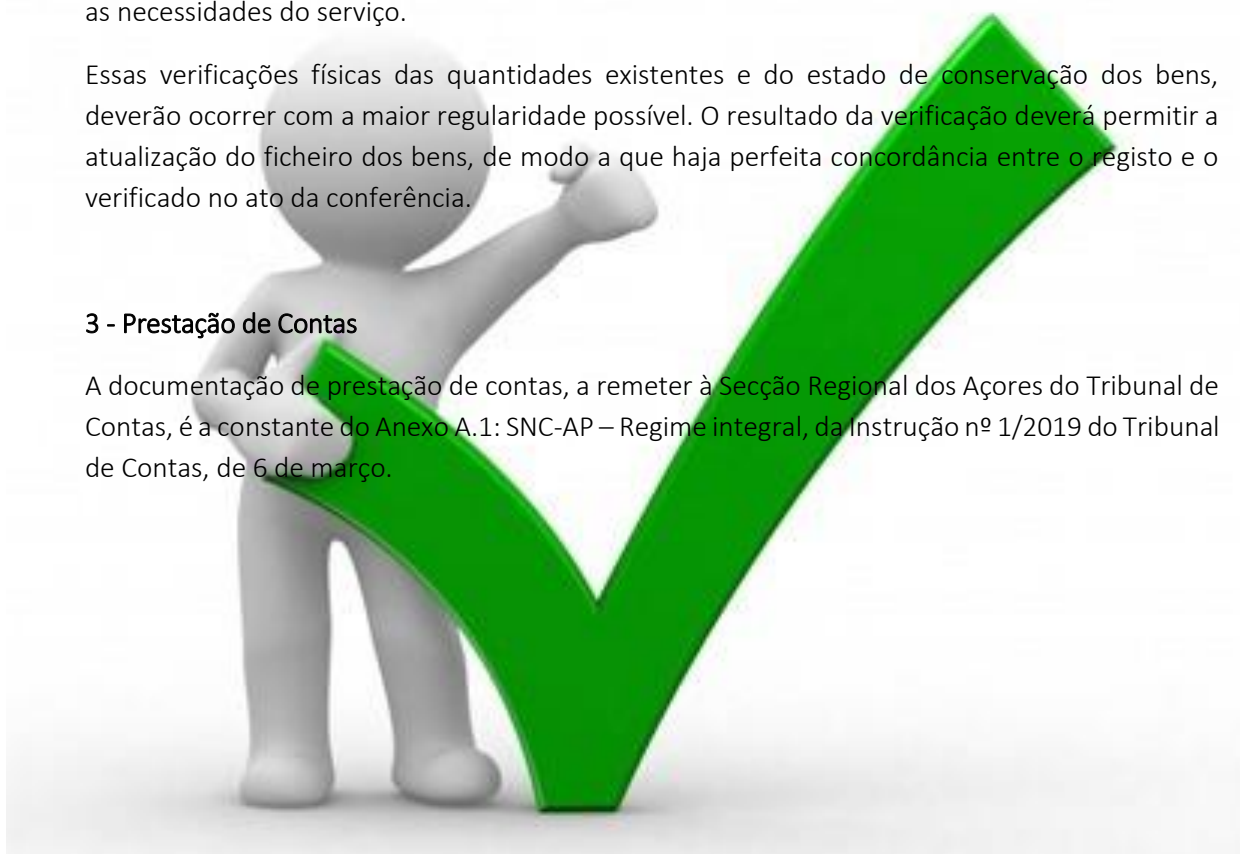 as necessidades do serviço.
Essas verificações físicas das quantidades existentes e do estado de conservação dos bens,
deverão ocorrer com a maior regularidade possível. O resultado da verificação deverá permitir a
atualização do ficheiro dos bens, de modo a que haja perfeita concordância entre o registo e o
verificado no ato da conferência.
3 - Prestação de Contas
A documentação de prestação de contas, a remeter à Secção Regional dos Açores do Tribunal de
Contas, é a constante do Anexo A.1: SNC-AP – Regime integral, da Instrução nº 1/2019 do Tribunal
de Contas, de 6 de março.